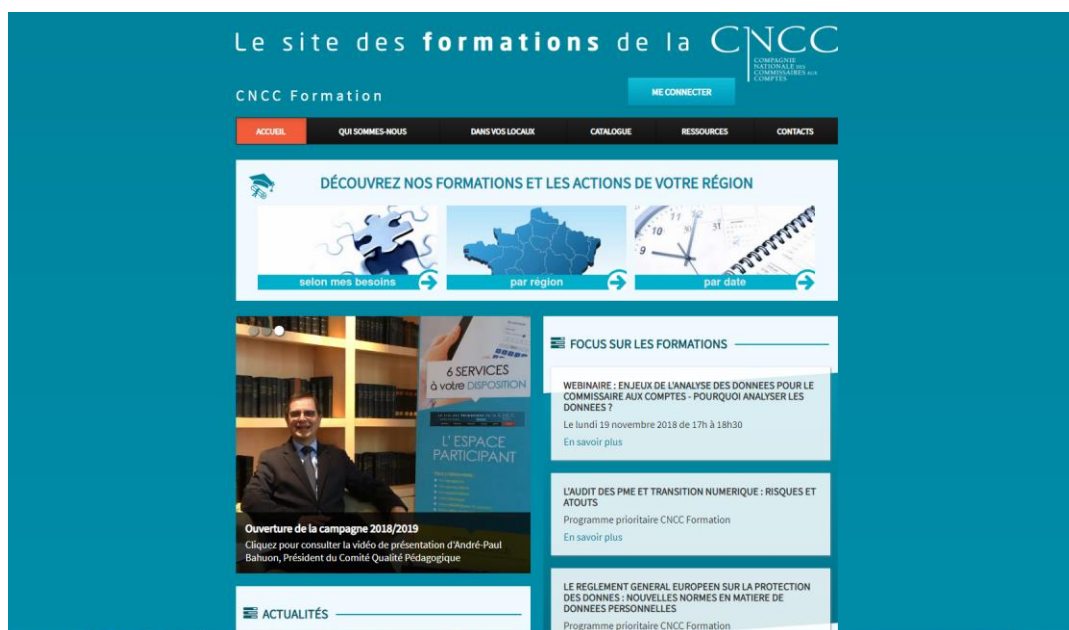 Le site des formations de la CNCC
COMPAGNIE
NATIONALE DES
COMMISSAIRES AUX
COMPTES
CNCC Formation
ME CONNECTER
ACCUEIL QUI SOMMES-NOUS DANS VOS LOCAUX CATALOGUE RESSOURCES CONTACTS
DÉCOUVREZ NOS FORMATIONS ET LES ACTIONS DE VOTRE RÉGION
selon mes besoins
par région
par date
6 SERVICES
à votre DISPOSITION
L'ESPACE
PARTICIPANT
Ouverture de la campagne 2018/2019
Cliquez pour consulter la vidéo de présentation d'André-Paul
Bahuon, Président du Comité Qualité Pédagogique
ACTUALITÉS
FOCUS SUR LES FORMATIONS
WEBINAIRE : ENJEUX DE L'ANALYSE DES DONNEES POUR LE
COMMISSAIRE AUX COMPTES - POURQUOI ANALYSER LES
DONNEES ?
Le lundi 19 novembre 2018 de 17h à 18h30
En savoir plus
L'AUDIT DES PME ET TRANSITION NUMERIQUE : RISQUES ET
ATOUTS
Programme prioritaire CNCC Formation
En savoir plus
LE REGLEMENT GENERAL EUROPEEN SUR LA PROTECTION
DES DONNES : NOUVELLES NORMES EN MATIERE DE
DONNEES PERSONNELLES
Programme prioritaire CNCC Formation